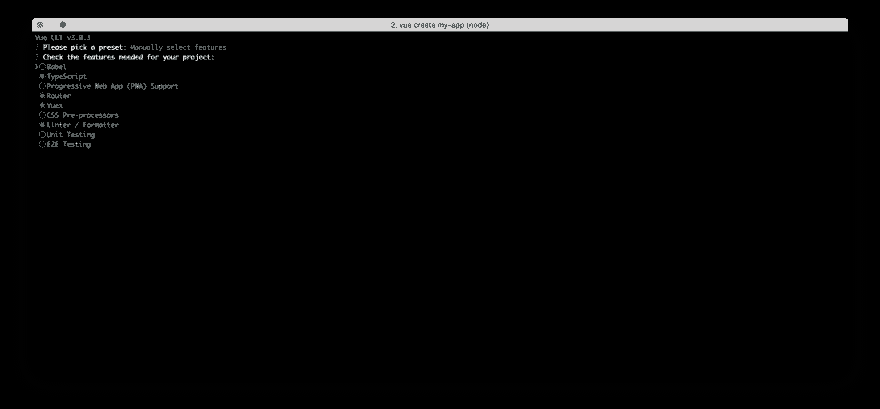 2. vue create my-app (node)
Vue CLI v3.0.1
? Please pick a preset: Manually select features
? Check the features needed for your project:
❯◯Babel
◉TypeScript
◯Progressive Web App (PWA) Support
◉Router
◉Vuex
◯CSS Pre-processors
◉Linter / Formatter
◯Unit Testing
◯E2E Testing